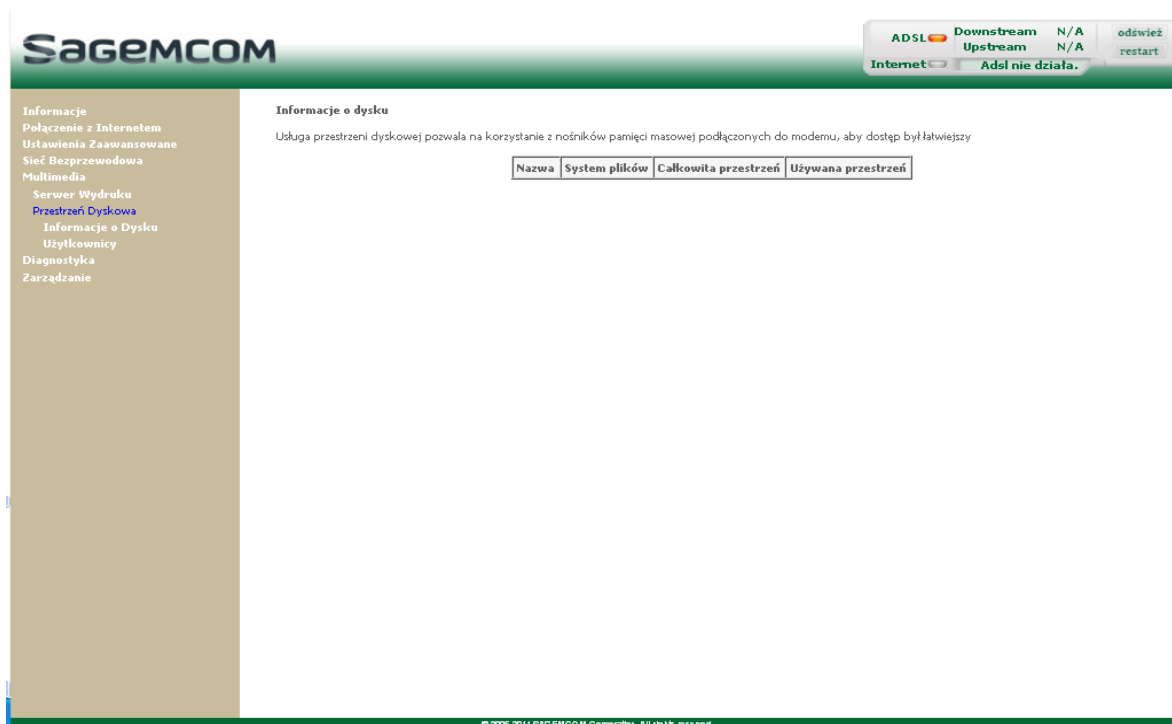 Sagemcom
ADSL Downstream N/A
Upstream N/A
Internet Adsl nie działa.
odśwież
restart
Informacje
Połączenie z Internetem
Ustawienia Zaawansowane
Sieć Bezprzewodowa
Multimedia
Serwer Wydruku
Przestrzeń Dyskowa
Informacje o Dysku
Użytkownicy
Diagnostyka
Zarządzanie
Informacje o dysku
Usługa przestrzeni dyskowej pozwala na korzystanie z nośników pamięci masowej podłączonych do modemu, aby dostęp był łatwiejszy
Nazwa System plików Całkowita przestrzeń Używana przestrzeń